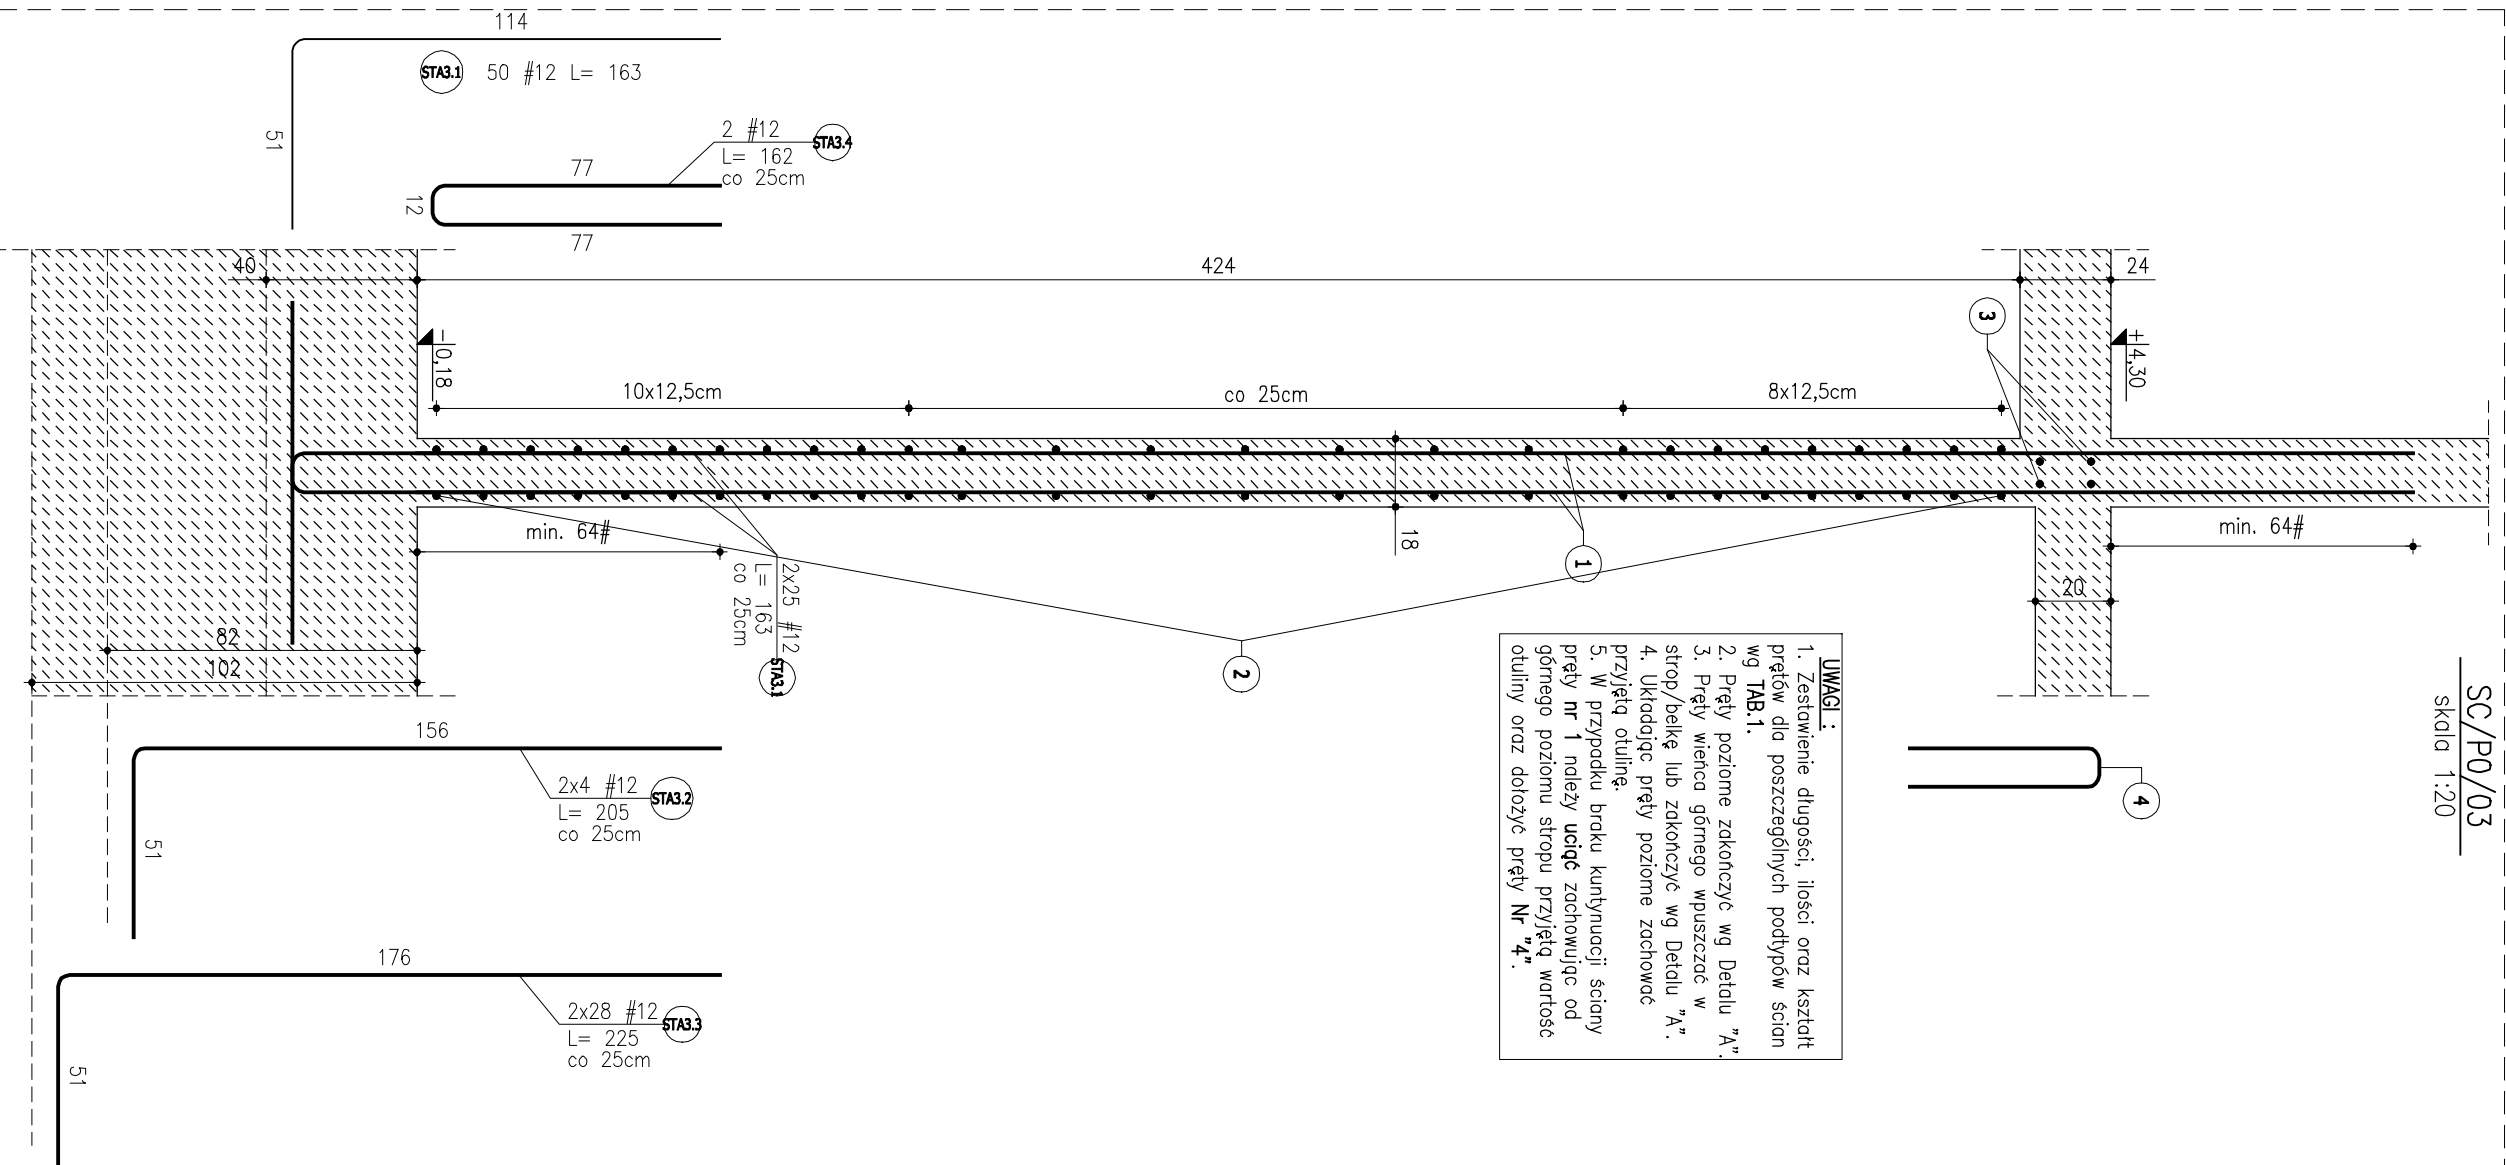 114
STA3.1 50 #12 L= 163
51
2 #12
STA3.4
L= 162
co 25cm
77
12
77
40
424
24
3
-0,18
+4,30
10x12,5cm
co 25cm
8x12,5cm
min. 64#
18
1
min. 64#
20
2x25 #12
L= 163
co 25cm
STA3.1
82
102
2
UWAGI :
1. Zestawienie długości, ilości oraz kształt
prętów dla poszczególnych podtypów ścian
wg TAB.1.
2. Pręty poziome zakończyć wg Detalu "A".
3. Pręty wieńca górnego wpuszczać w
strop/belkę lub zakończyć wg Detalu "A".
4. Układając pręty poziome zachować
przyjętą otulinę.
5. W przypadku braku kuntynuacji ściany
pręty nr 1 należy uciąć zachowując od
górnego poziomu stropu przyjętą wartość
otuliny oraz dołożyć pręty Nr "4".
SC/P0/03
skala 1:20
4
156
2x4 #12
STA3.2
L= 205
co 25cm
51
176
2x28 #12
STA3.3
L= 225
co 25cm
51